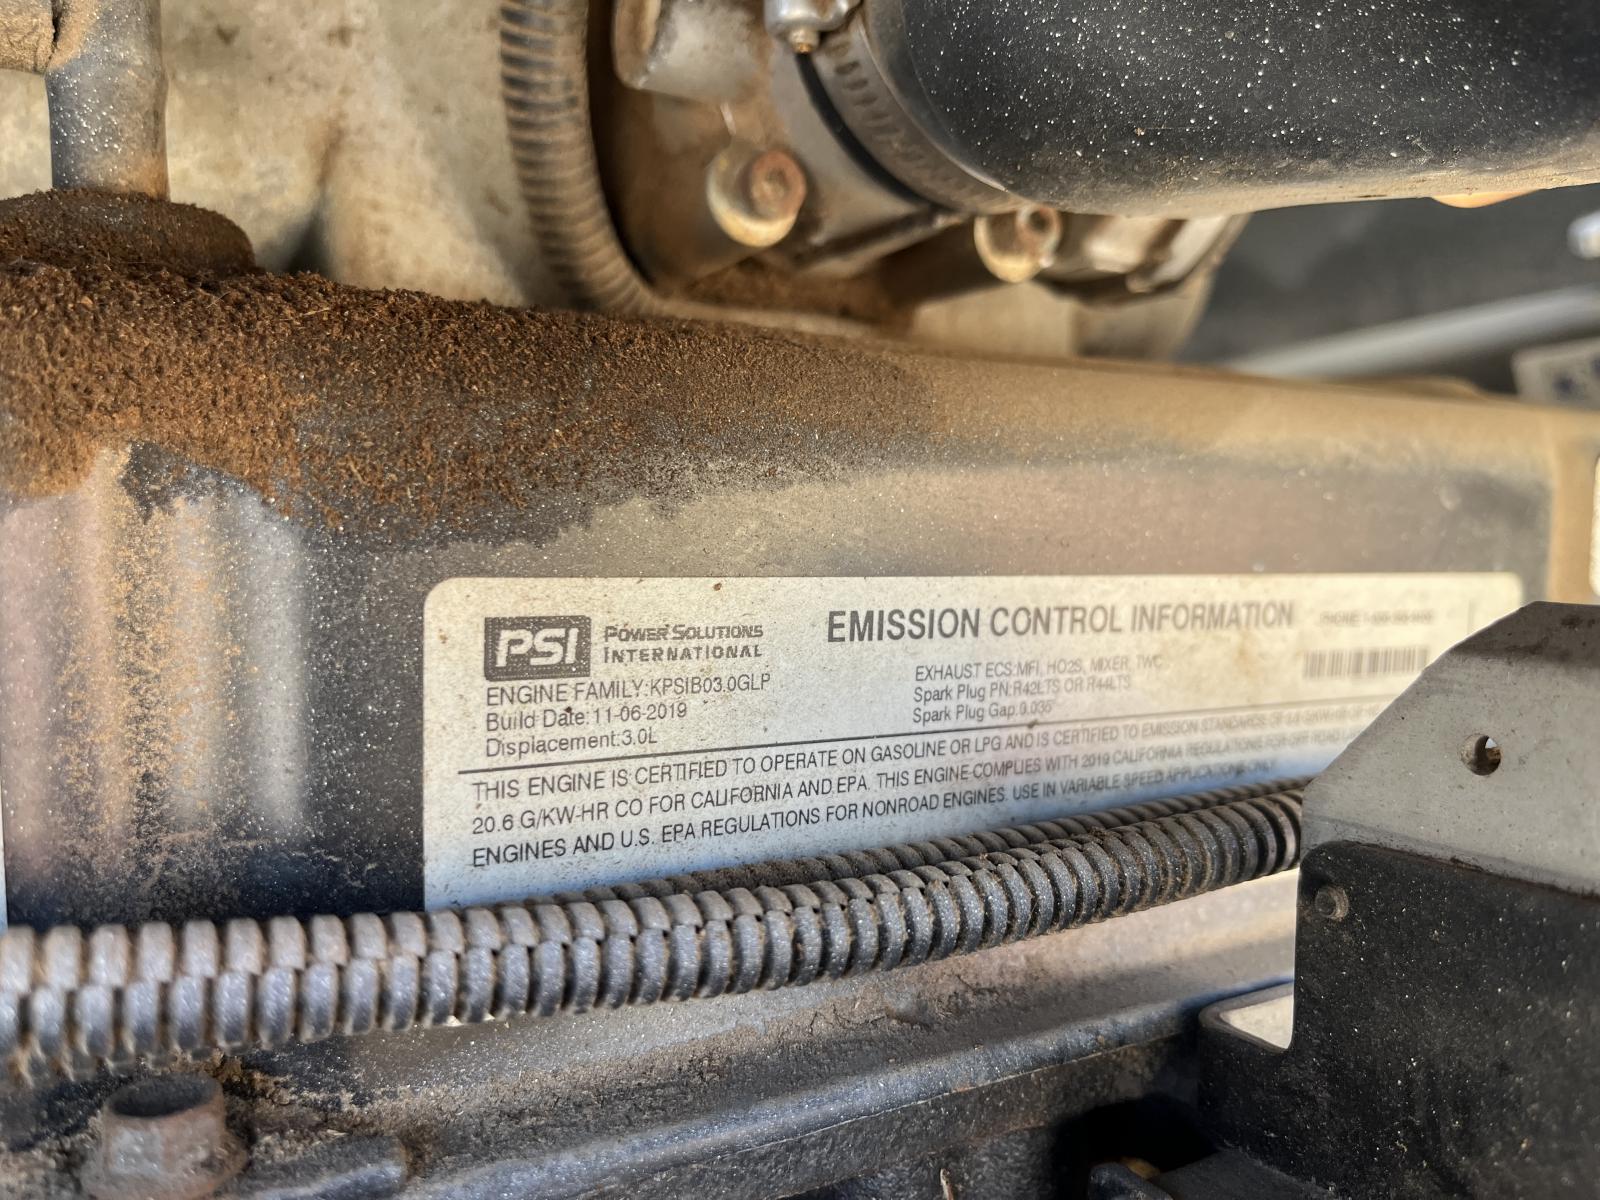 PSI POWER SOLUTIONS
INTERNATIONAL
EMISSION CONTROL INFORMATION
ENGINE FAMILY:KPSIB03.0GLP
Build Date:11-06-2019
Displacement:3.0L
EXHAUST ECS:MFI, HO2S, MIXER, TWC
Spark Plug PN:R42LTS OR R44LTS
Spark Plug Gap:0.035"
THIS ENGINE IS CERTIFIED TO OPERATE ON GASOLINE OR LPG AND IS CERTIFIED TO EMISSION STANDARDS OF
20.6 G/KW-HR CO FOR CALIFORNIA AND EPA. THIS ENGINE COMPLIES WITH 2019 CALIFORNIA REGULATIONS FOR OFF ROAD
ENGINES AND U.S. EPA REGULATIONS FOR NONROAD ENGINES. USE IN VARIABLE SPEED APPLICATIONS ONLY.